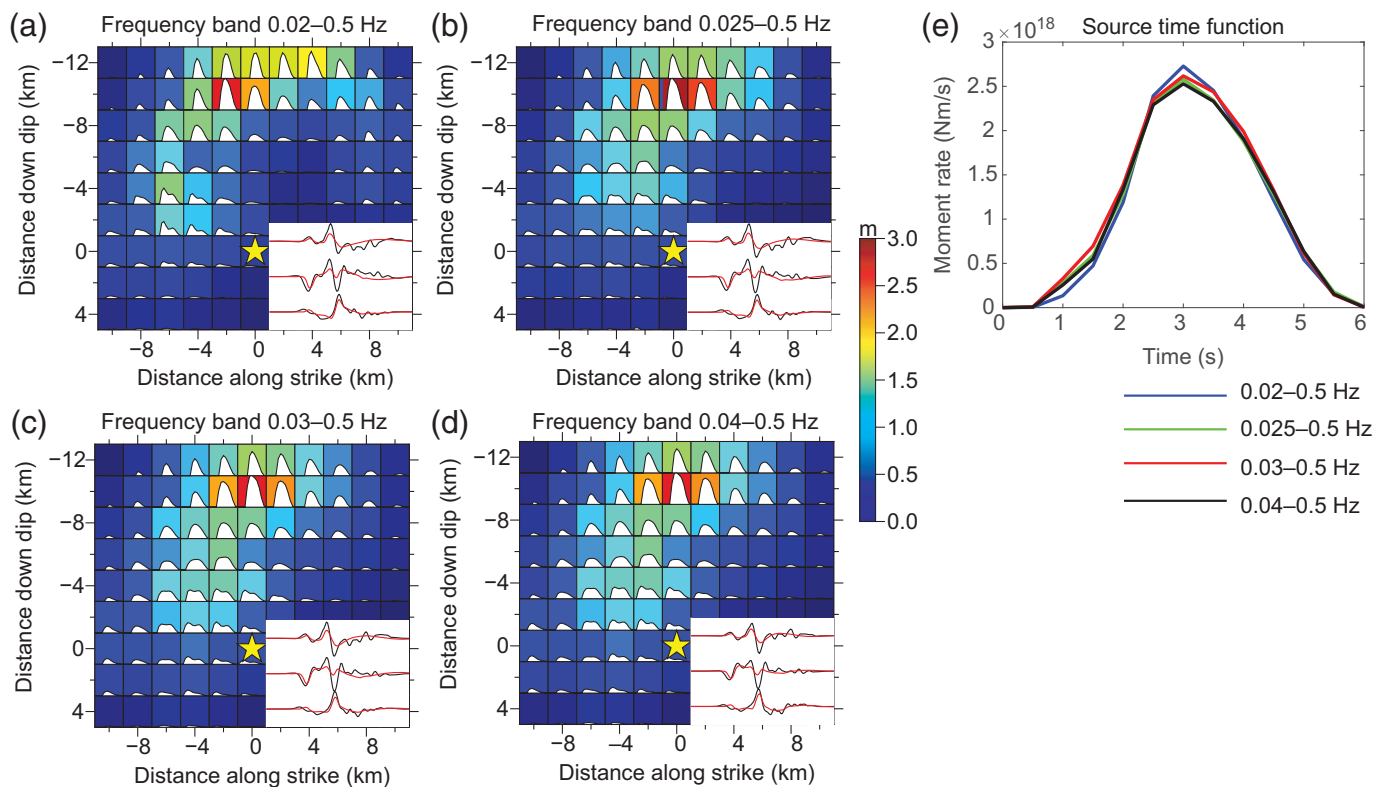 (a) Frequency band 0.02–0.5 Hz
Distance down dip (km)
−12
−8
−4
0
4
−8 −4 0 4 8
Distance along strike (km)
(b) Frequency band 0.025–0.5 Hz
Distance down dip (km)
−12
−8
−4
0
4
−8 −4 0 4 8
Distance along strike (km)
m
3.0
2.5
2.0
1.5
1.0
0.5
0.0
(e) Source time function
×10¹⁸
Moment rate (Nm/s)
3
2.5
2
1.5
1
0.5
0
0 1 2 3 4 5 6
Time (s)
0.02–0.5 Hz
0.025–0.5 Hz
0.03–0.5 Hz
0.04–0.5 Hz
(c) Frequency band 0.03–0.5 Hz
Distance down dip (km)
−12
−8
−4
0
4
−8 −4 0 4 8
Distance along strike (km)
(d) Frequency band 0.04–0.5 Hz
Distance down dip (km)
−12
−8
−4
0
4
−8 −4 0 4 8
Distance along strike (km)